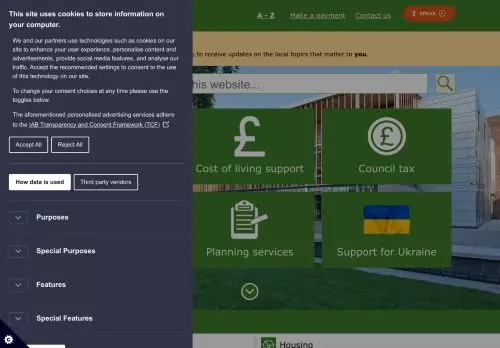 This site uses cookies to store information on
your computer.
We and our partners use technologies such as cookies on our
site to enhance your user experience, personalise content and
advertisements, provide social media features, and analyse our
traffic. Accept the recommended settings to consent to the use
of this technology on our site.
To change your consent choices at any time please use the
toggles below.
The aforementioned personalised advertising services adhere
to the IAB Transparency and Consent Framework (TCF)
Accept All
Reject All
How data is used
Third party vendors
Purposes
Special Purposes
Features
Special Features
A - Z
Make a payment
Contact us
SPEAK
to receive updates on the local topics that matter to you.
this website...
Cost of living support
Council tax
Planning services
Support for Ukraine
Housing